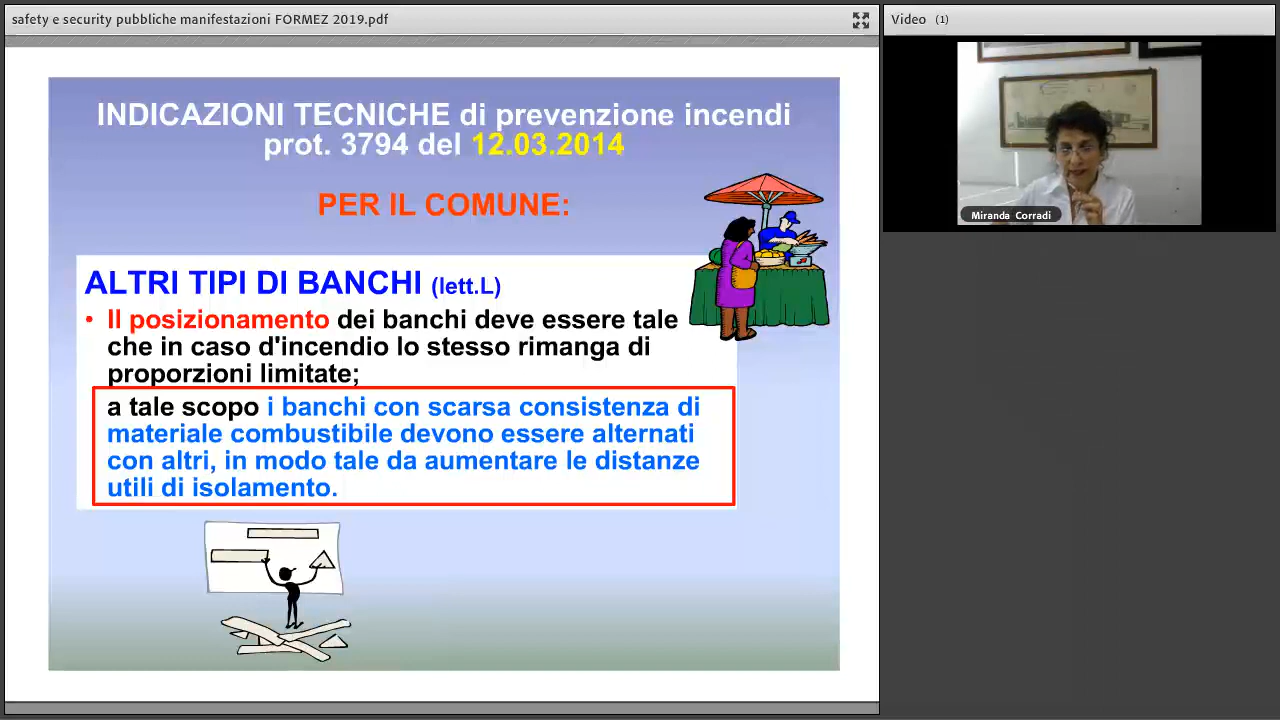 safety e security pubbliche manifestazioni FORMEZ 2019.pdf
Video (1)
INDICAZIONI TECNICHE di prevenzione incendi
prot. 3794 del 12.03.2014
PER IL COMUNE:
ALTRI TIPI DI BANCHI (lett.L)
• Il posizionamento dei banchi deve essere tale
che in caso d'incendio lo stesso rimanga di
proporzioni limitate;
a tale scopo i banchi con scarsa consistenza di
materiale combustibile devono essere alternati
con altri, in modo tale da aumentare le distanze
utili di isolamento.
Miranda Corradi